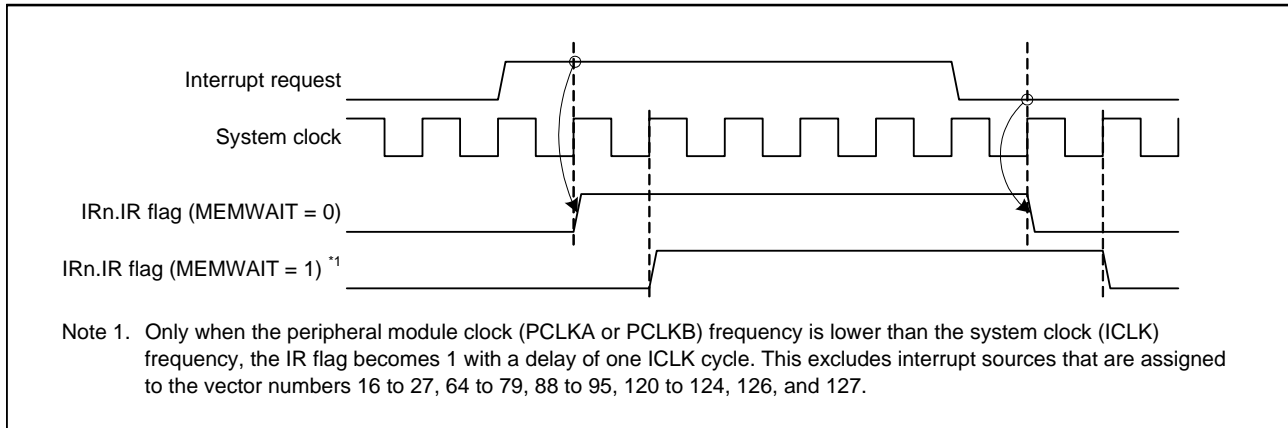 Interrupt request
System clock
IRn.IR flag (MEMWAIT = 0)
IRn.IR flag (MEMWAIT = 1) *1
Note 1. Only when the peripheral module clock (PCLKA or PCLKB) frequency is lower than the system clock (ICLK)
frequency, the IR flag becomes 1 with a delay of one ICLK cycle. This excludes interrupt sources that are assigned
to the vector numbers 16 to 27, 64 to 79, 88 to 95, 120 to 124, 126, and 127.